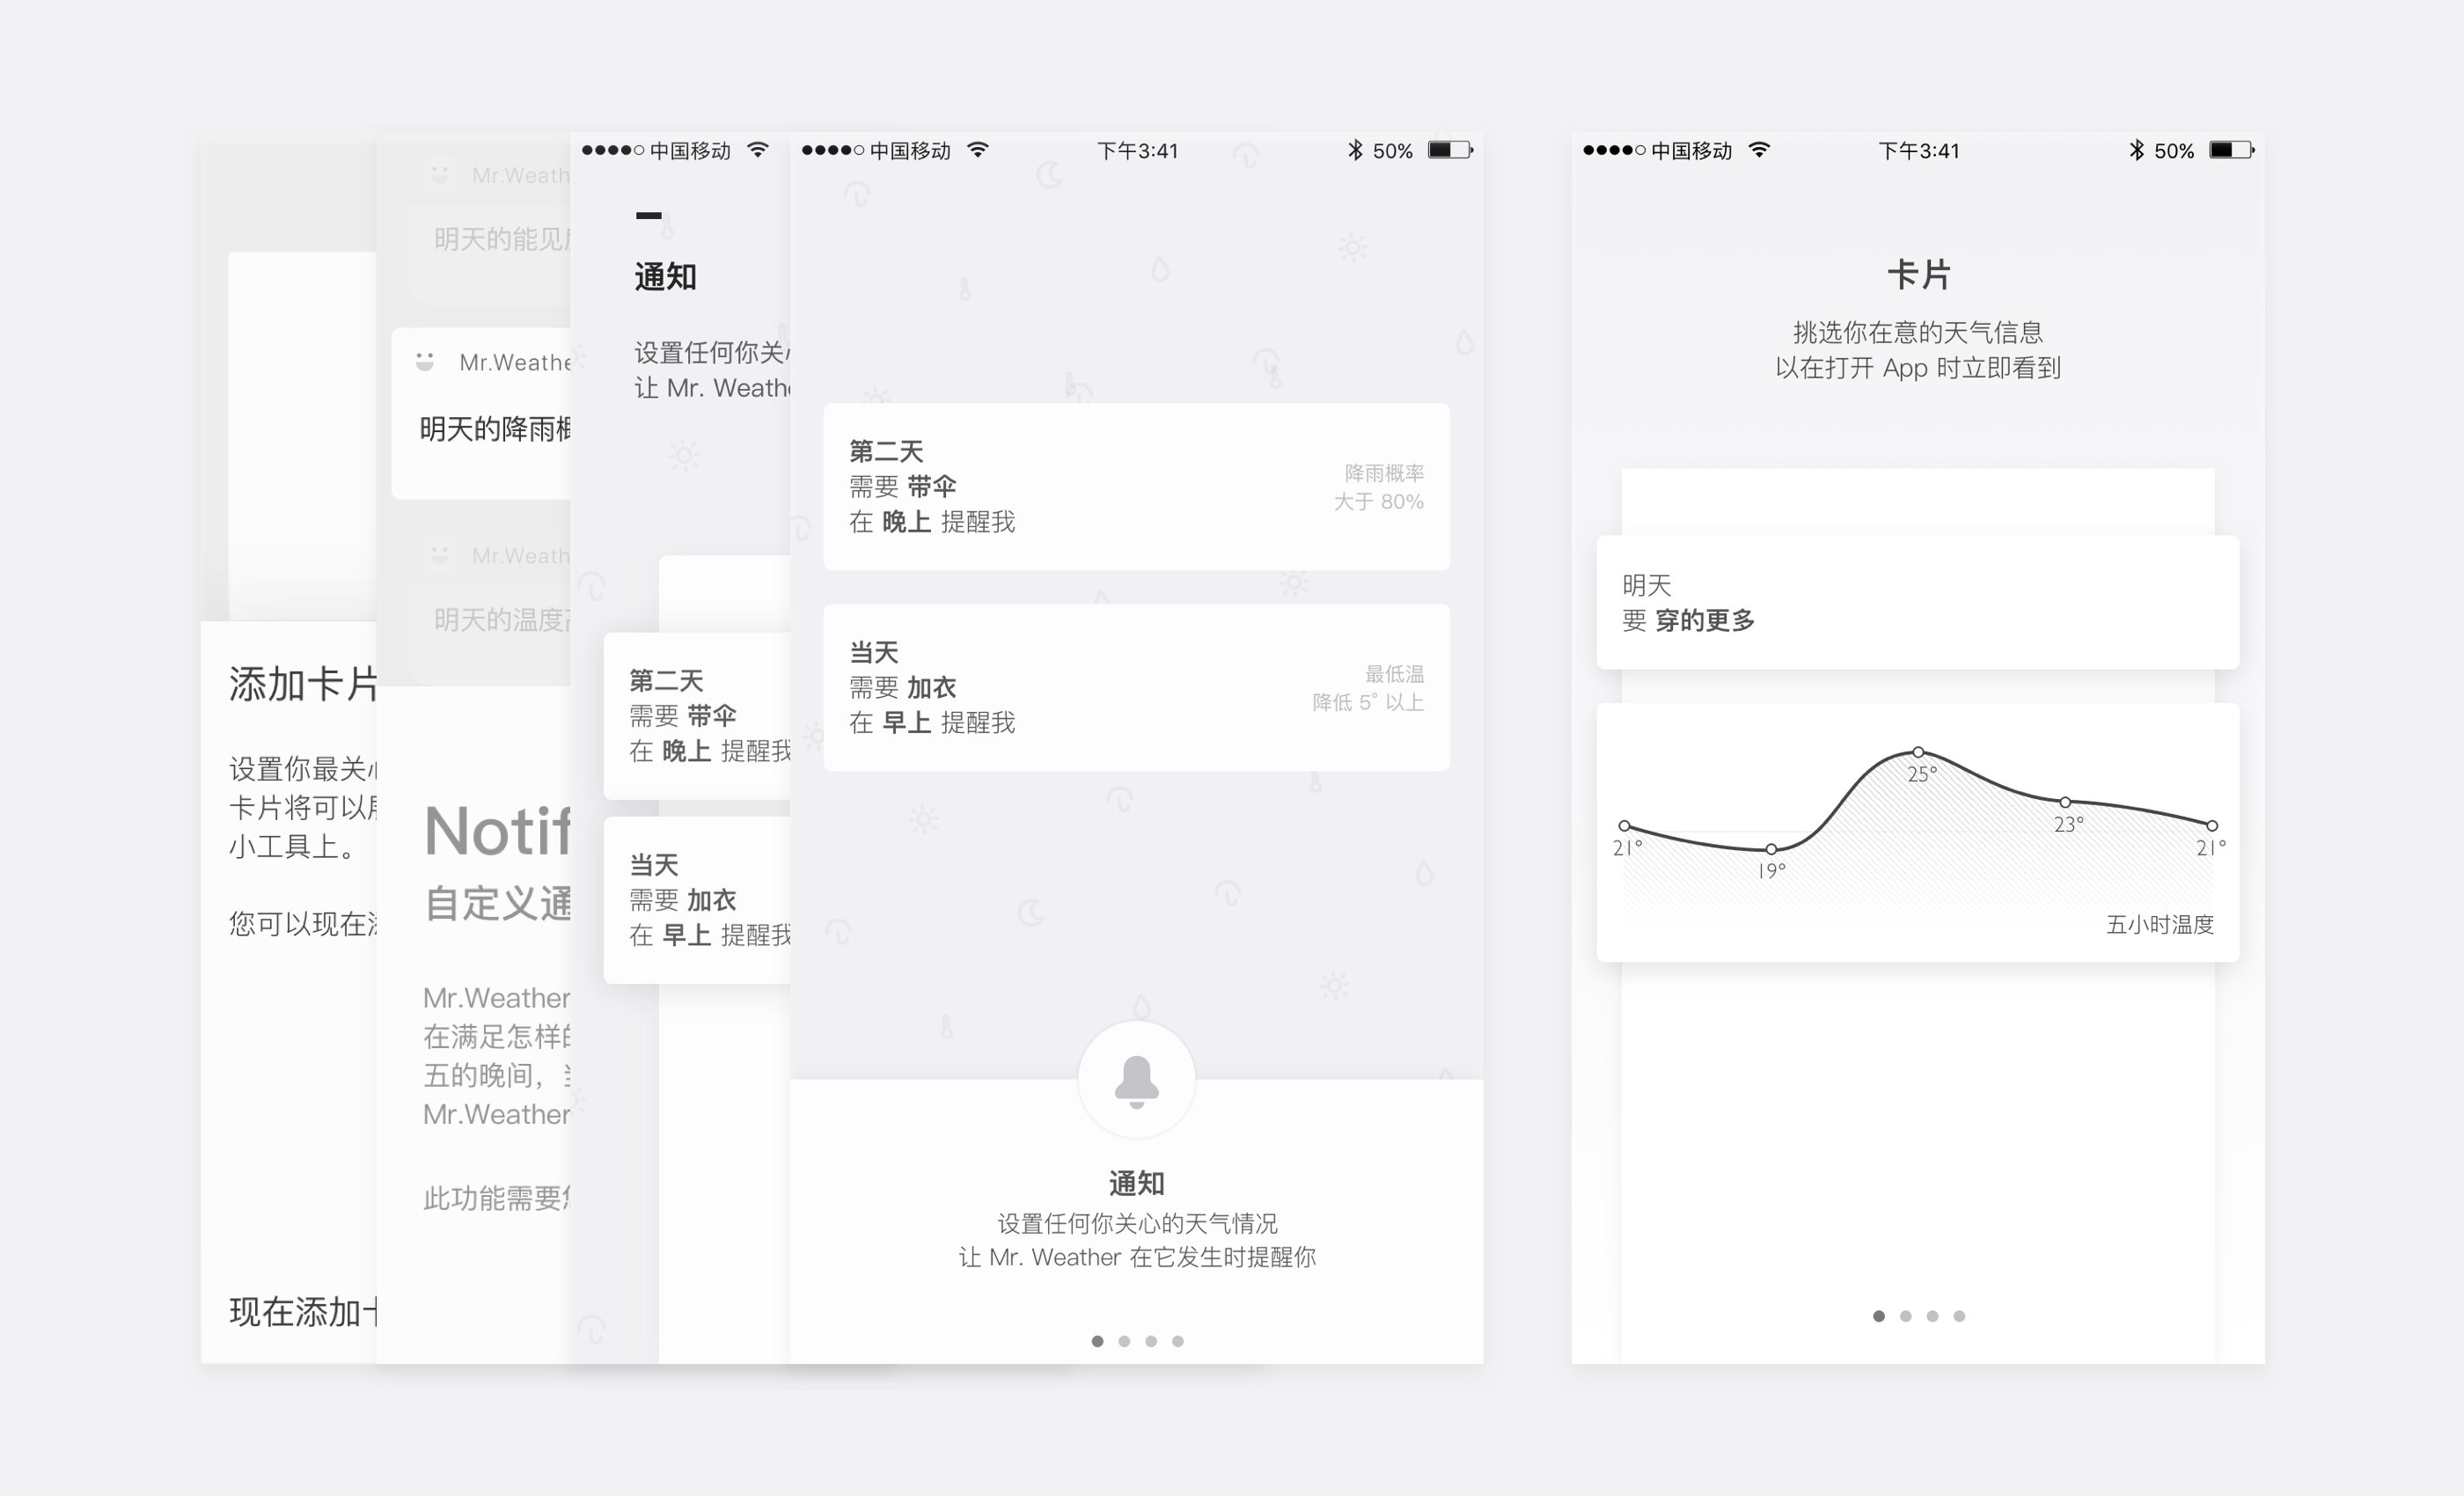 添加卡片
设置你最关
卡片将可以
小工具上。
您可以现在
现在添加
Mr.Weath
明天的能见
Mr.Weathe
明天的降雨
Mr.Weath
明天的温度
Notif
自定义通
Mr.Weather
在满足怎样
五的晚间，
Mr.Weather
此功能需要
中国移动
通知
设置任何你关
让 Mr. Weath
第二天
需要 带伞
在 晚上 提醒我
当天
需要 加衣
在 早上 提醒我
中国移动 下午3:41 50%
第二天
需要 带伞
在 晚上 提醒我
降雨概率
大于 80%
当天
需要 加衣
在 早上 提醒我
最低温
降低 5° 以上
通知
设置任何你关心的天气情况
让 Mr. Weather 在它发生时提醒你
中国移动 下午3:41 50%
卡片
挑选你在意的天气信息
以在打开 App 时立即看到
明天
要 穿的更多
21°
19°
25°
23°
21°
五小时温度